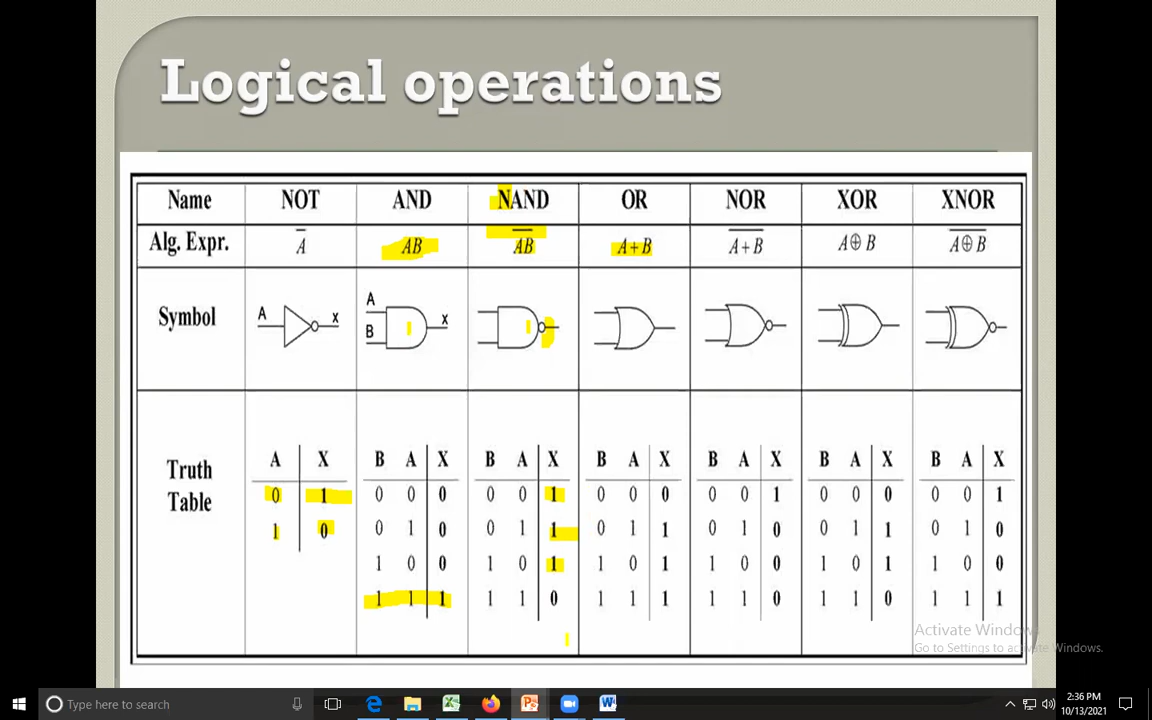 Logical operations
Name NOT AND NAND OR NOR XOR XNOR
Alg. Expr. A̅ AB A̅B̅ A+B A̅+̅B̅ A⊕B A̅⊕̅B̅
Symbol A x A B x
Truth Table
A X B A X B A X B A X B A X B A X B A X
0 1 0 0 0 0 0 1 0 0 0 0 0 1 0 0 0 0 0 1
1 0 0 1 0 0 1 1 0 1 1 0 1 0 0 1 1 0 1 0
1 0 0 1 0 1 1 0 1 1 0 0 1 0 1 1 0 0
1 1 1 1 1 0 1 1 1 1 1 0 1 1 0 1 1 1
Activate Windows
Go to Settings to activate Windows.
Type here to search
2:36 PM
10/13/2021